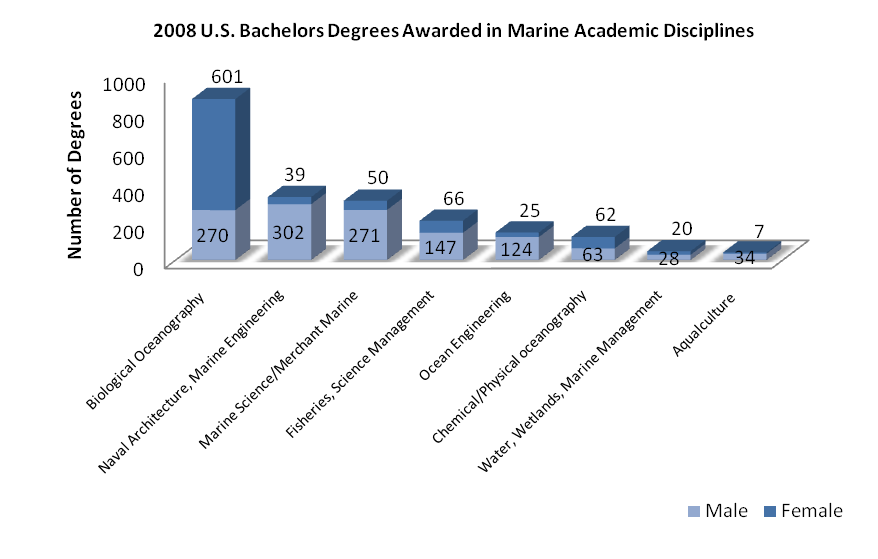 2008 U.S. Bachelors Degrees Awarded in Marine Academic Disciplines
Number of Degrees
1000
800
600
400
200
0
601
39
50
66
25
62
20
7
270
302
271
147
124
63
28
34
Biological Oceanography
Naval Architecture, Marine Engineering
Marine Science/Merchant Marine
Fisheries, Science Management
Ocean Engineering
Chemical/Physical oceanography
Water, Wetlands, Marine Management
Aqualculture
Male
Female